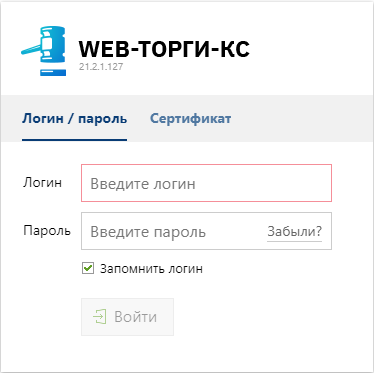 WEB-ТОРГИ-КС
21.2.1.127
Логин / пароль Сертификат
Логин Введите логин
Пароль Введите пароль Забыли?
Запомнить логин
Войти